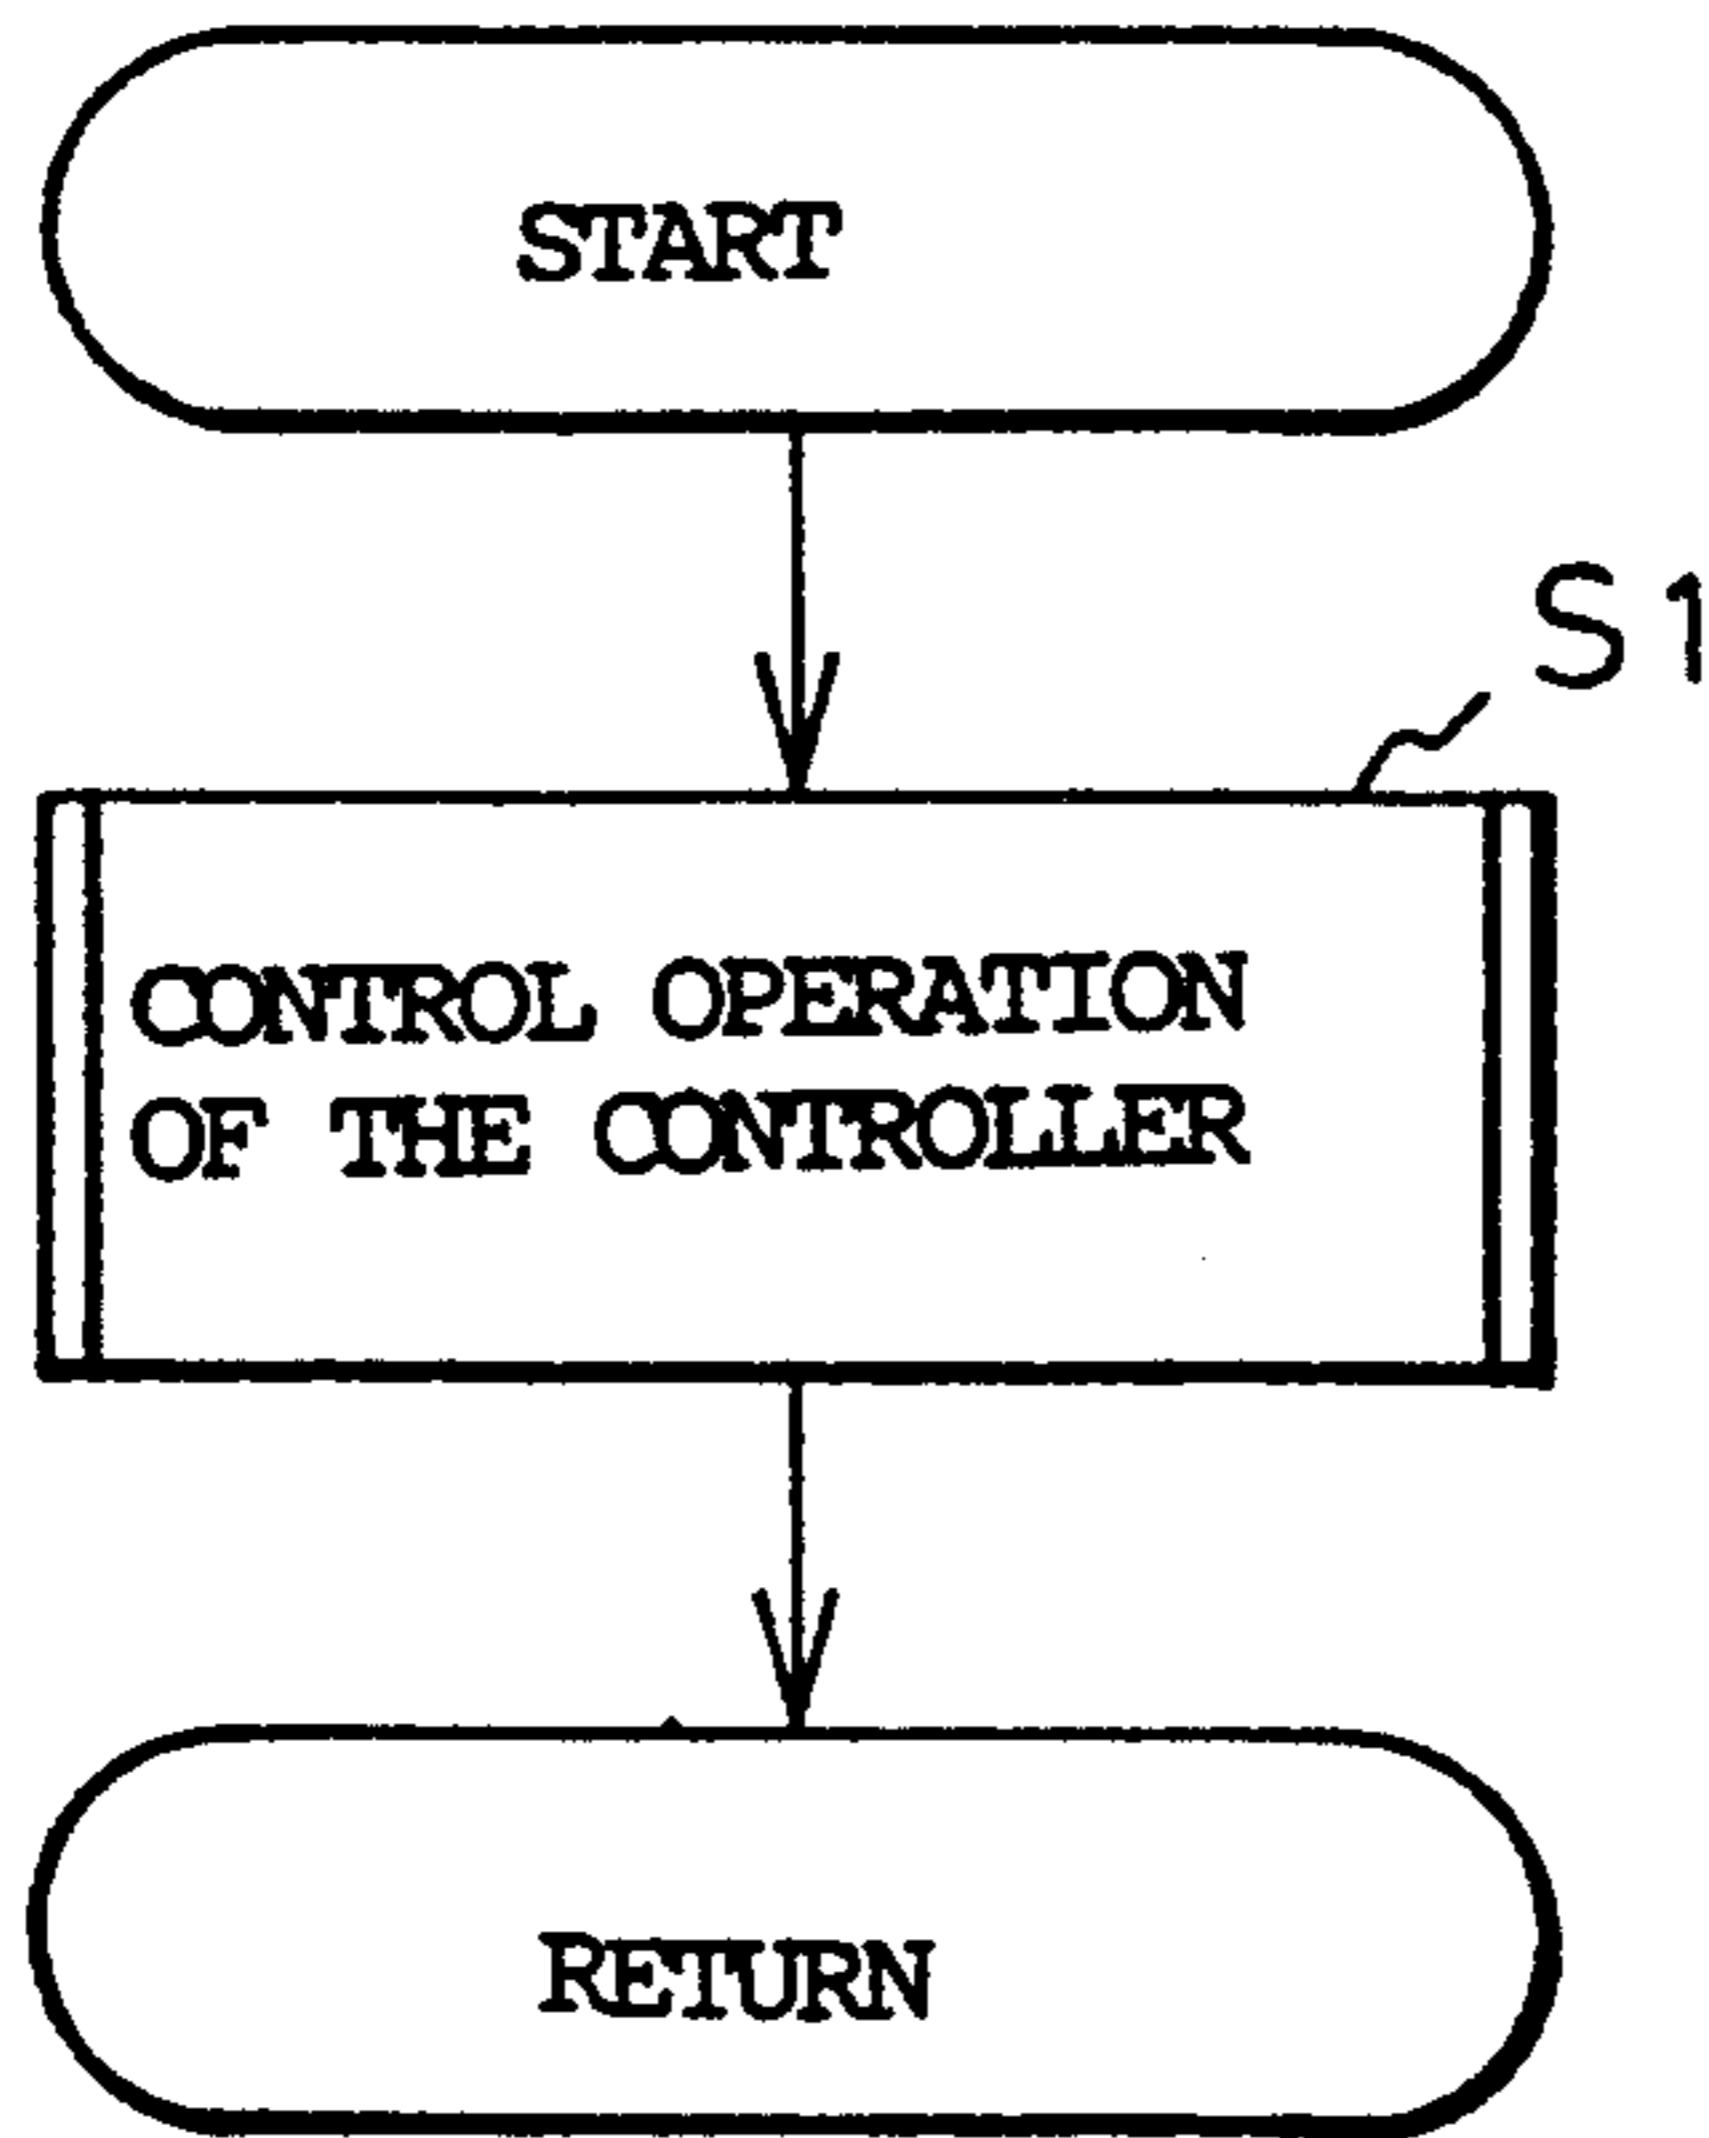 START
S1
CONTROL OPERATION
OF THE CONTROLLER
RETURN